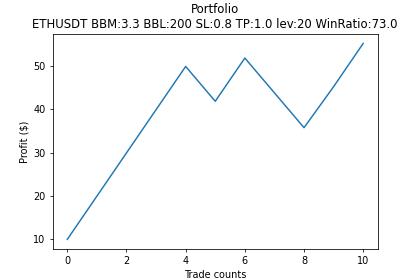 Portfolio
ETHUSDT BBM:3.3 BBL:200 SL:0.8 TP:1.0 lev:20 WinRatio:73.0
Profit ($)
50
40
30
20
10
0 2 4 6 8 10
Trade counts